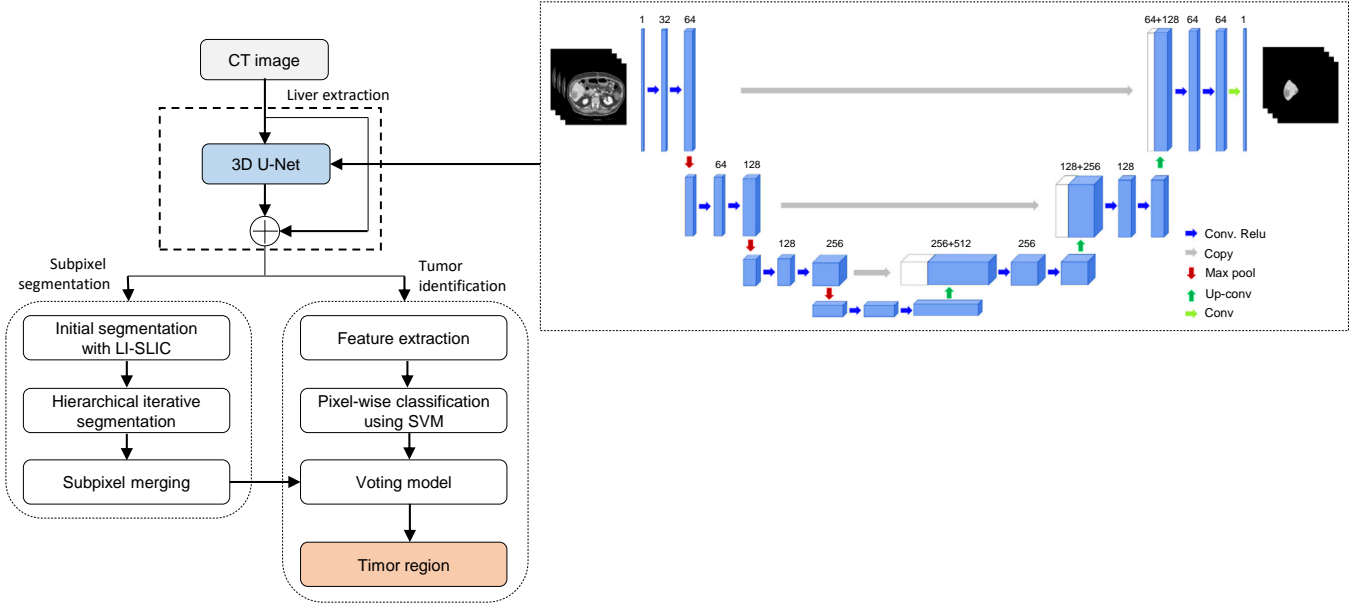 CT image
Liver extraction
3D U-Net
Subpixel
segmentation
Tumor
identification
Initial segmentation
with LI-SLIC
Hierarchical iterative
segmentation
Subpixel merging
Feature extraction
Pixel-wise classification
using SVM
Voting model
Timor region
1 32 64
64+128 64 64 1
64 128
128+256 128
128 256
256+512 256
Conv. Relu
Copy
Max pool
Up-conv
Conv